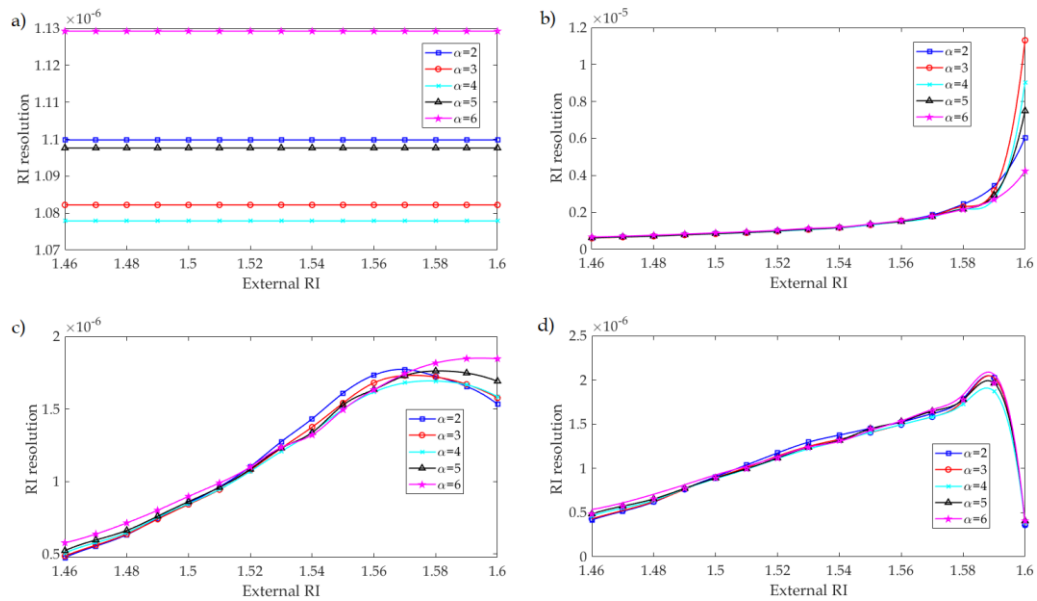 a)
×10⁻⁶
1.13
1.12
1.11
1.1
1.09
1.08
1.07
RI resolution
1.46 1.48 1.5 1.52 1.54 1.56 1.58 1.6
External RI
α=2
α=3
α=4
α=5
α=6
b)
×10⁻⁵
1.2
1
0.8
0.6
0.4
0.2
0
RI resolution
1.46 1.48 1.5 1.52 1.54 1.56 1.58 1.6
External RI
α=2
α=3
α=4
α=5
α=6
c)
×10⁻⁶
2
1.5
1
0.5
RI resolution
1.46 1.48 1.5 1.52 1.54 1.56 1.58 1.6
External RI
α=2
α=3
α=4
α=5
α=6
d)
×10⁻⁶
2.5
2
1.5
1
0.5
0
RI resolution
1.46 1.48 1.5 1.52 1.54 1.56 1.58 1.6
External RI
α=2
α=3
α=4
α=5
α=6